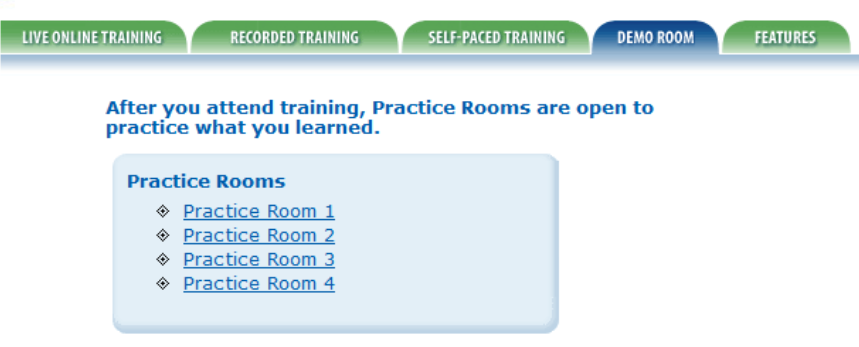 LIVE ONLINE TRAINING RECORDED TRAINING SELF-PACED TRAINING DEMO ROOM FEATURES
After you attend training, Practice Rooms are open to
practice what you learned.
Practice Rooms
Practice Room 1
Practice Room 2
Practice Room 3
Practice Room 4